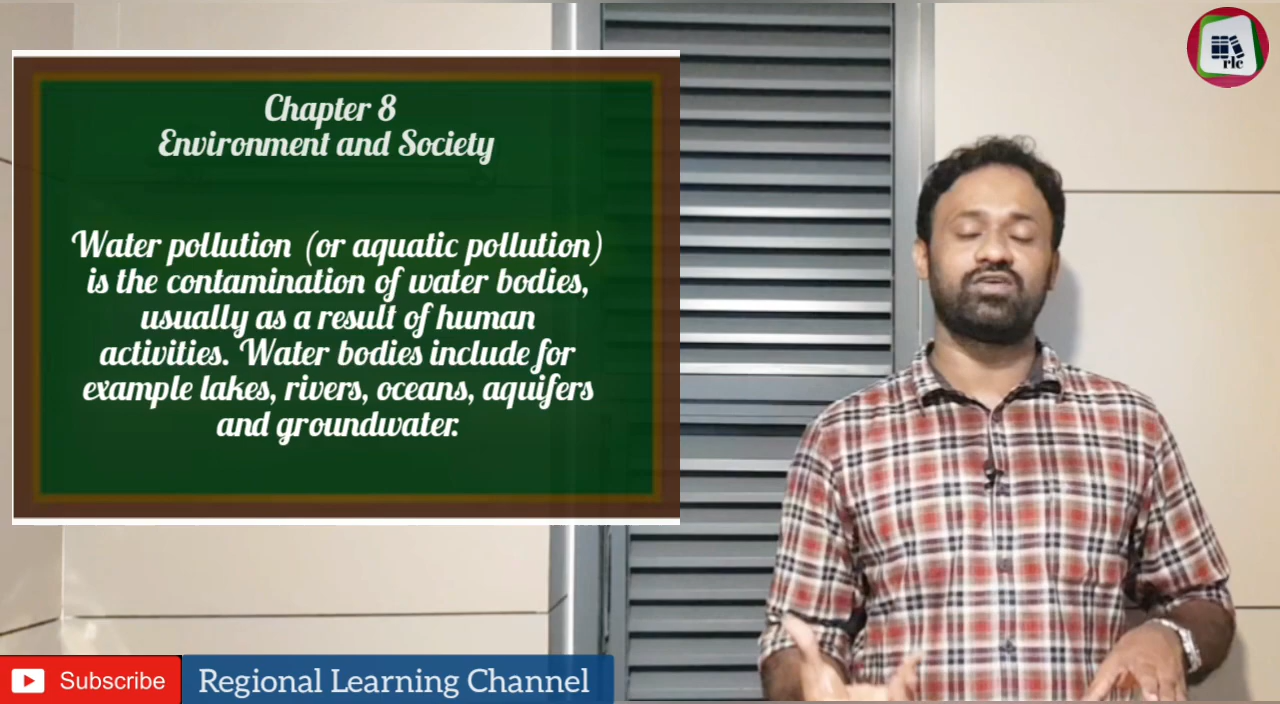 Chapter 8
Environment and Society
Water pollution (or aquatic pollution)
is the contamination of water bodies,
usually as a result of human
activities. Water bodies include for
example lakes, rivers, oceans, aquifers
and groundwater.
rlc
Subscribe
Regional Learning Channel